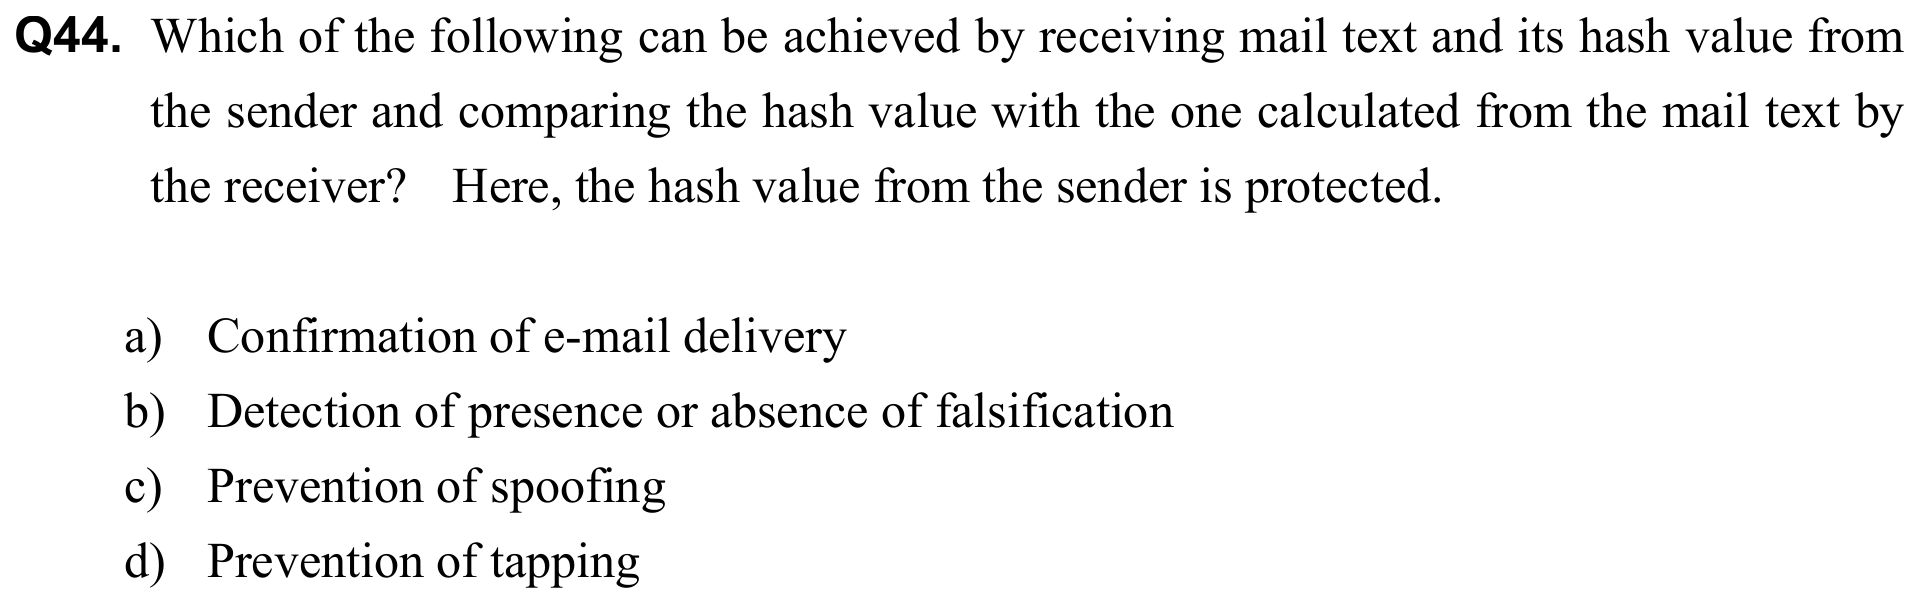 Q44. Which of the following can be achieved by receiving mail text and its hash value from
the sender and comparing the hash value with the one calculated from the mail text by
the receiver? Here, the hash value from the sender is protected.
a) Confirmation of e-mail delivery
b) Detection of presence or absence of falsification
c) Prevention of spoofing
d) Prevention of tapping